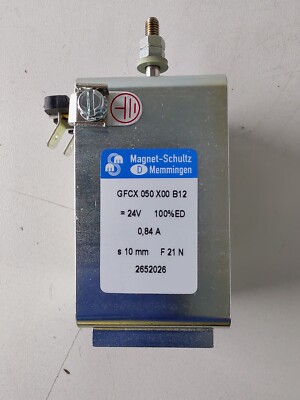 Magnet-Schultz
D Memmingen
GFCX 050 X00 B12
= 24V 100%ED
0,84 A
s 10 mm F 21 N
2652026